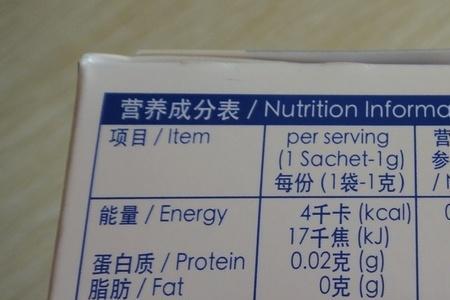 营养成分表 / Nutrition Informa
项目 / Item
per serving
(1 Sachet-1g)
每份 (1袋-1克)
营
参
能量 / Energy
4千卡 (kcal)
17千焦 (kJ)
蛋白质 / Protein
0.02克 (g)
脂肪 / Fat
0克 (g)